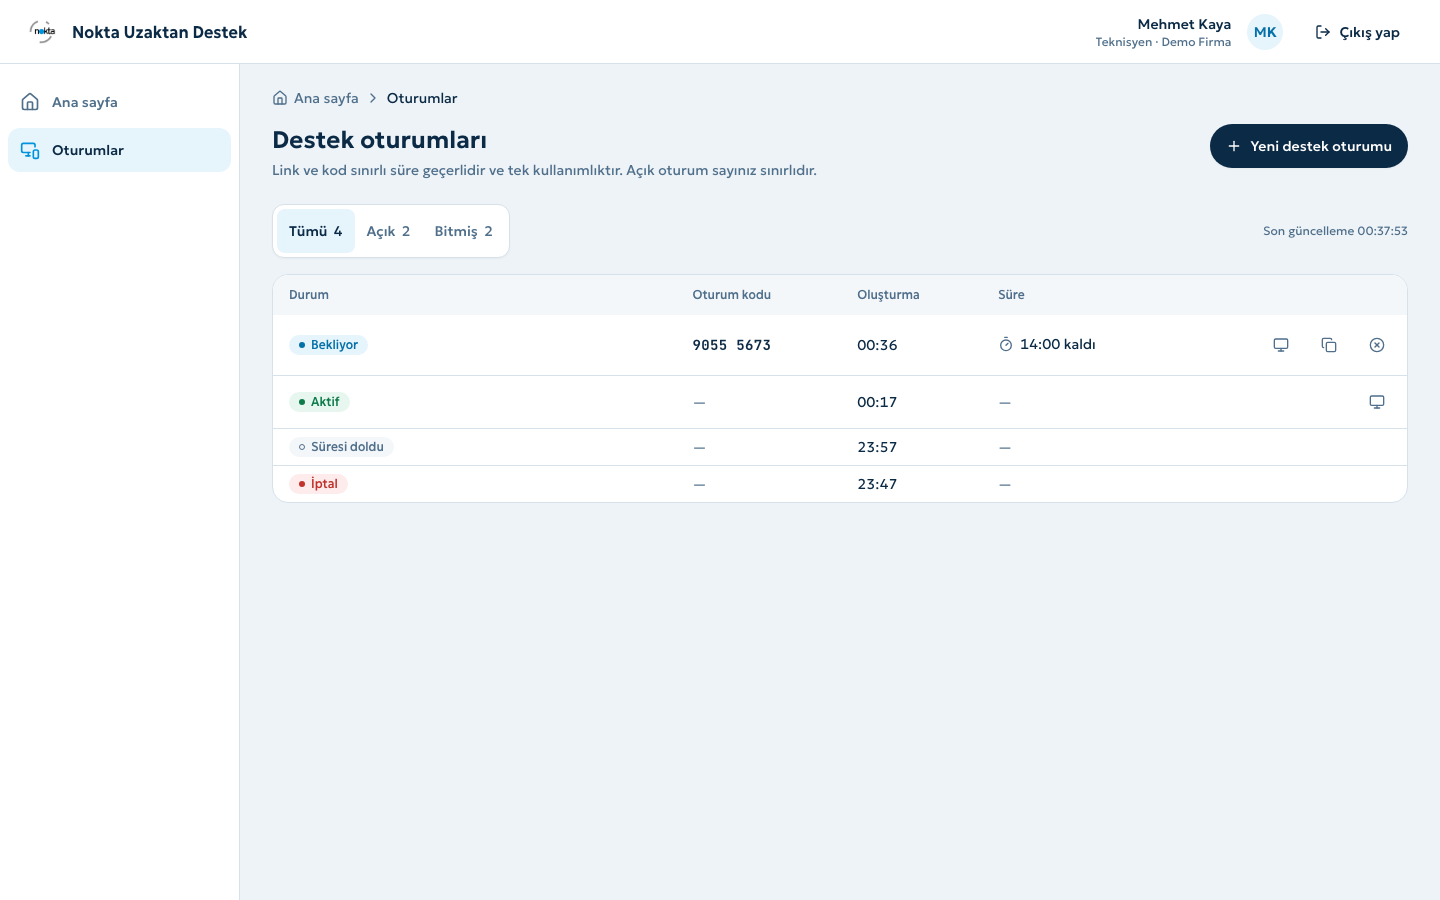 nokta
Nokta Uzaktan Destek
Mehmet Kaya
Teknisyen · Demo Firma
MK
Çıkış yap
Ana sayfa
Oturumlar
Ana sayfa > Oturumlar
Destek oturumları
Link ve kod sınırlı süre geçerlidir ve tek kullanımlıktır. Açık oturum sayınız sınırlıdır.
+ Yeni destek oturumu
Tümü 4 Açık 2 Bitmiş 2
Son güncelleme 00:37:53
Durum Oturum kodu Oluşturma Süre
Bekliyor 9055 5673 00:36 14:00 kaldı
Aktif — 00:17 —
Süresi doldu — 23:57 —
İptal — 23:47 —